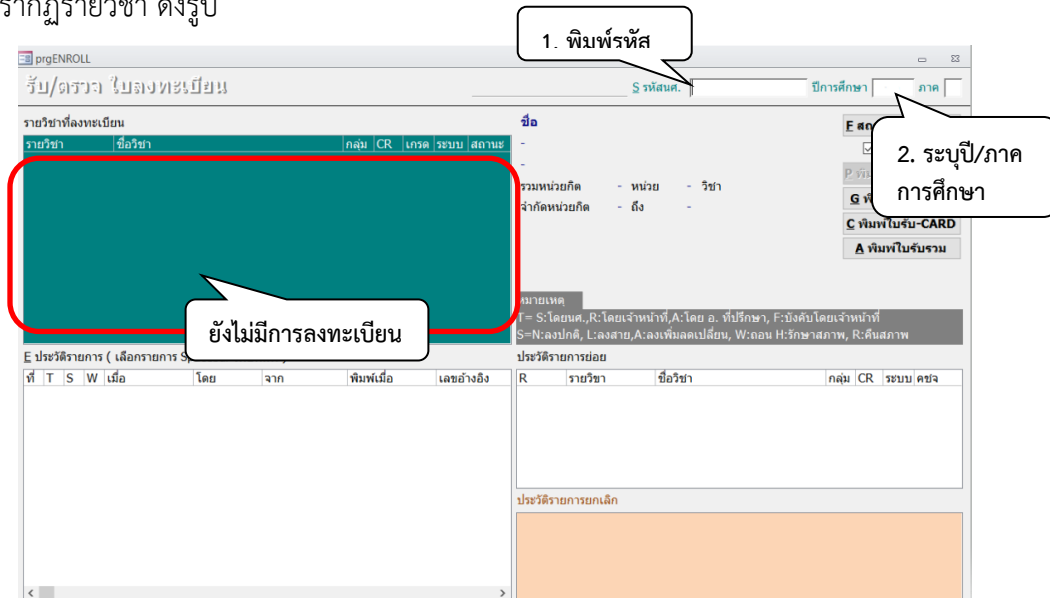 รากฏรายวิชา ดังรูป
1. พิมพ์รหัส
prgENROLL
รับ/ตรวจ ใบลงทะเบียน
S รหัสนศ.
ปีการศึกษา
ภาค
รายวิชาที่ลงทะเบียน
รายวิชา ชื่อวิชา กลุ่ม CR เกรด ระบบ สถานะ
ชื่อ
-
-
รวมหน่วยกิต - หน่วย - วิชา
จำกัดหน่วยกิต - ถึง -
2. ระบุปี/ภาค
การศึกษา
C พิมพ์ใบรับ-CARD
A พิมพ์ใบรับรวม
ยังไม่มีการลงทะเบียน
หมายเหตุ
T= S:โดยนศ.,R:โดยเจ้าหน้าที่,A:โดย อ. ที่ปรึกษา, F:บังคับโดยเจ้าหน้าที่
S=N:ลงปกติ, L:ลงสาย,A:ลงเพิ่มลดเปลี่ยน, W:ถอน H:รักษาสภาพ, R:คืนสภาพ
E ประวัติรายการ ( เลือกรายการ
ที่ T S W เมื่อ โดย จาก พิมพ์เมื่อ เลขอ้างอิง
ประวัติรายการย่อย
R รายวิขา ชื่อวิชา กลุ่ม CR ระบบ คชจ
ประวัติรายการยกเลิก